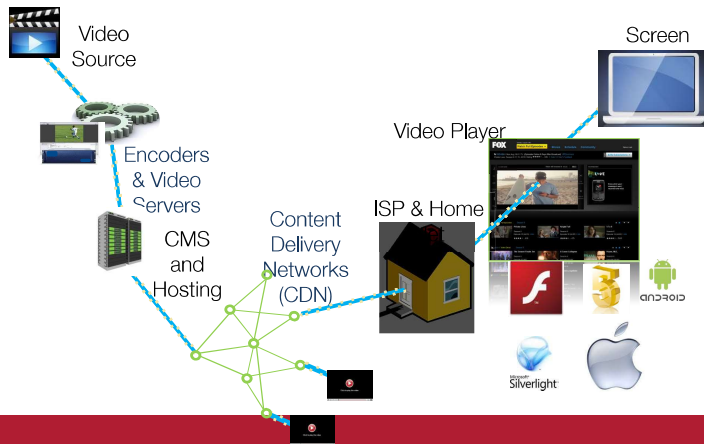 Video
Source
Screen
Video Player
Encoders
& Video
Servers
FOX
ISP & Home
Content
Delivery
Networks
(CDN)
CMS
and
Hosting
ANDROID
Microsoft
Silverlight